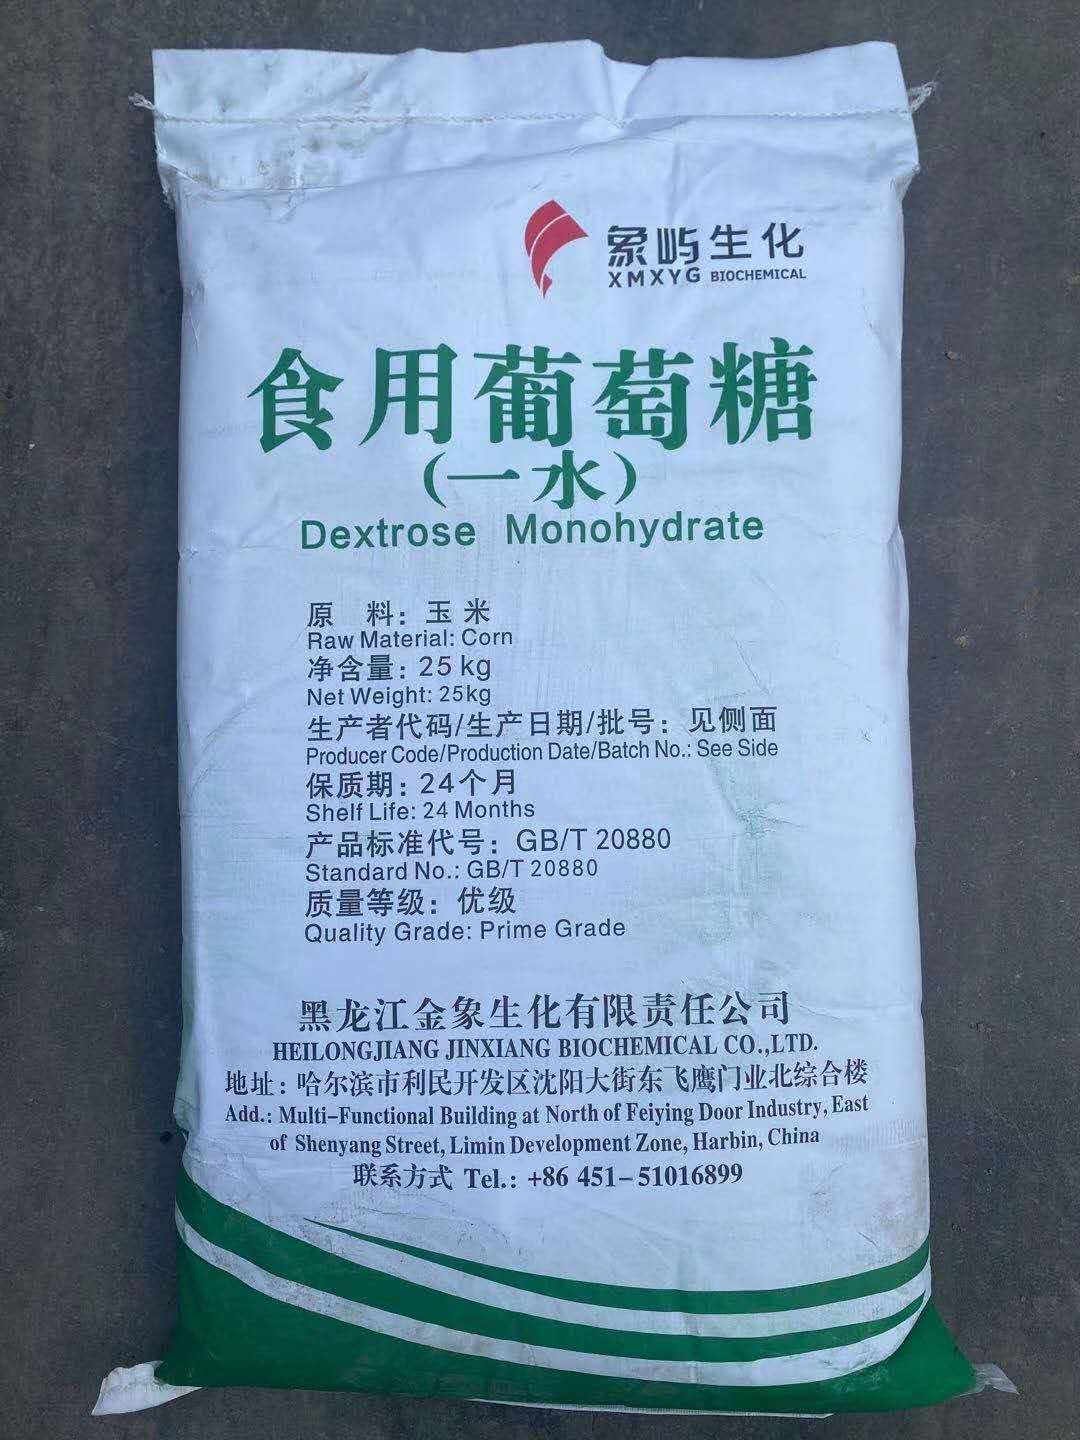 象屿生化
XMXYG BIOCHEMICAL
食用葡萄糖
(一水)
Dextrose Monohydrate
原 料：玉米
Raw Material: Corn
净含量：25kg
Net Weight: 25kg
生产者代码/生产日期/批号：见侧面
Producer Code/Production Date/Batch No.: See Side
保质期：24个月
Shelf Life: 24 Months
产品标准代号：GB/T 20880
Standard No.: GB/T 20880
质量等级：优级
Quality Grade: Prime Grade
黑龙江金象生化有限责任公司
HEILONGJIANG JINXIANG BIOCHEMICAL CO.,LTD.
地址：哈尔滨市利民开发区沈阳大街东飞鹰门业北综合楼
Add.: Multi-Functional Building at North of Feiying Door Industry, East
of Shenyang Street, Limin Development Zone, Harbin, China
联系方式 Tel.: +86 451-51016899